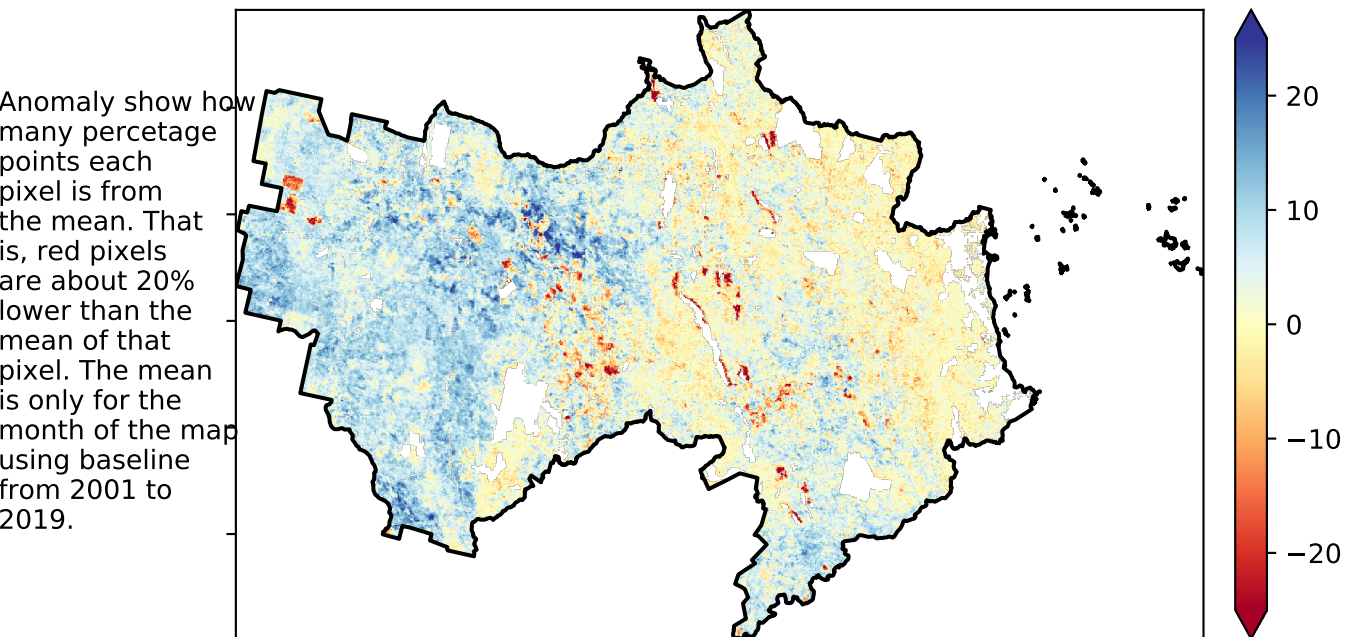 Anomaly show how
many percetage
points each
pixel is from
the mean. That
is, red pixels
are about 20%
lower than the
mean of that
pixel. The mean
is only for the
month of the map
using baseline
from 2001 to
2019.
20
10
0
−10
−20